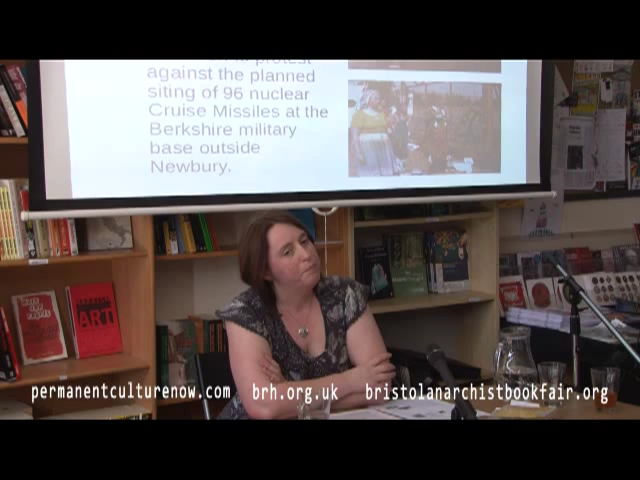 against the planned
siting of 96 nuclear
Cruise Missiles at the
Berkshire military
base outside
Newbury.
ART
permanentculturenow.com brh.org.uk bristolanarchistbookfair.org